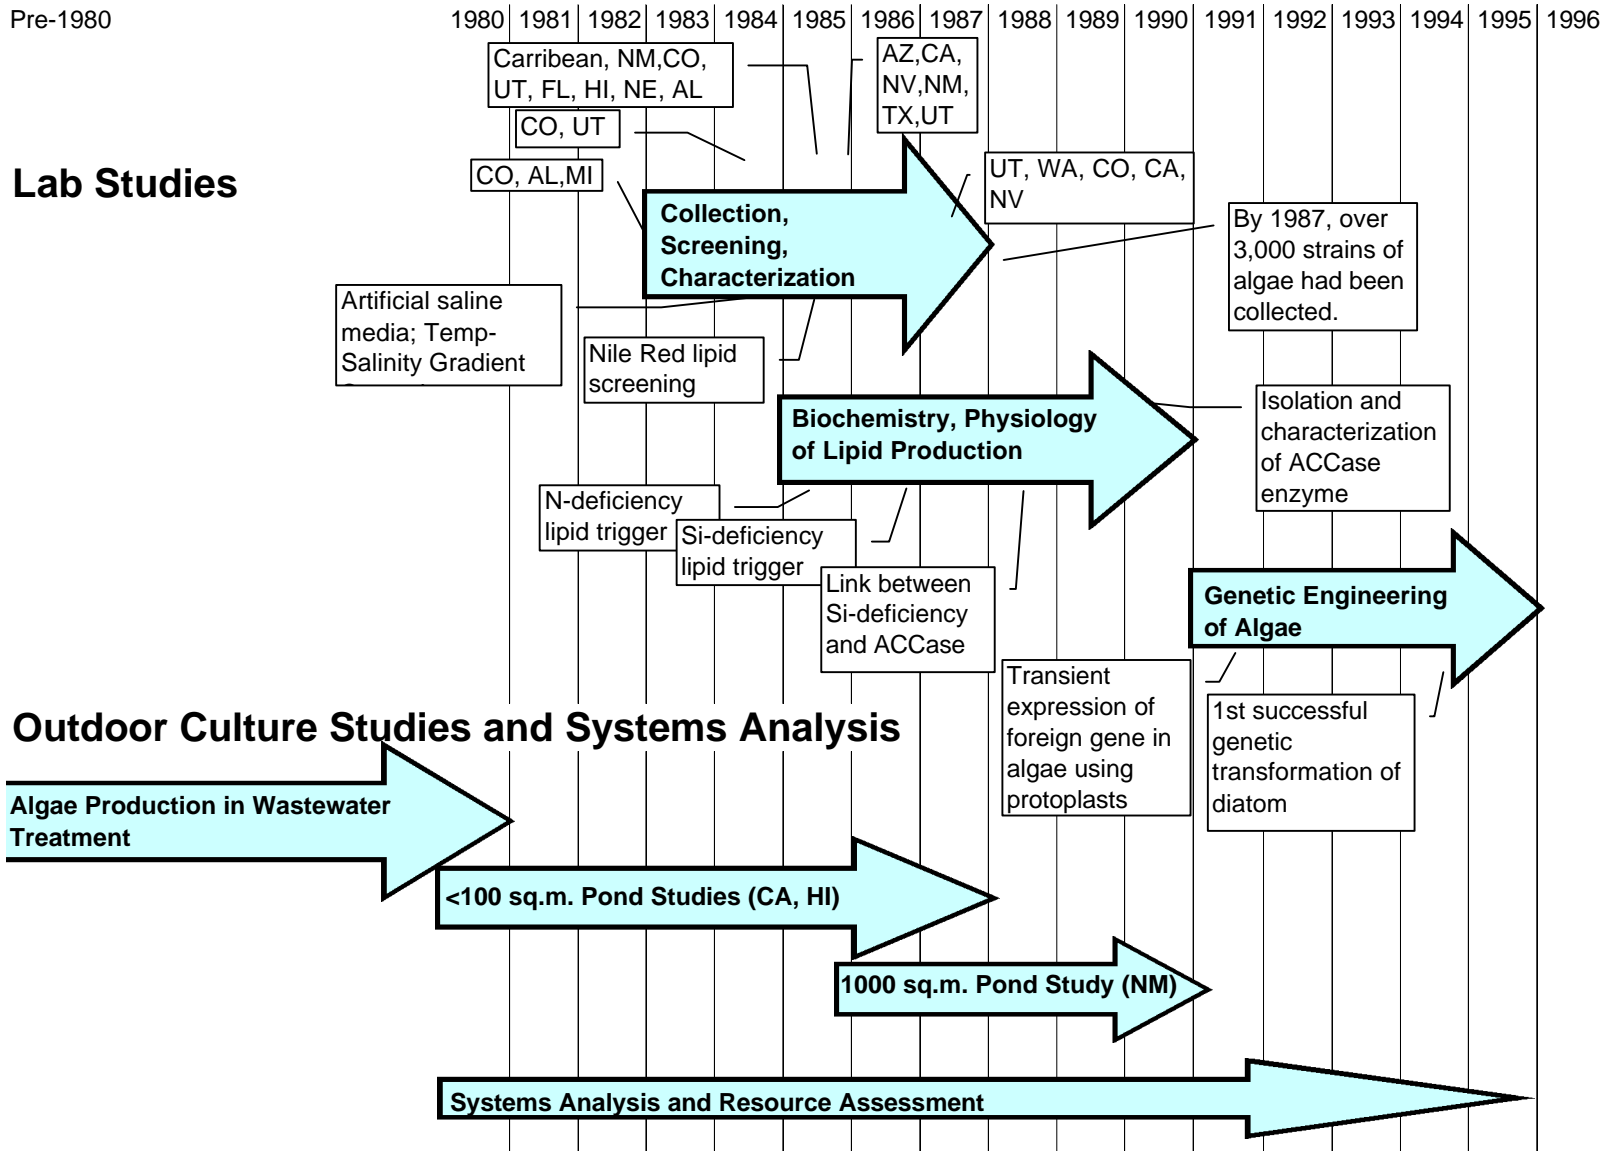 Pre-1980 1980 1981 1982 1983 1984 1985 1986 1987 1988 1989 1990 1991 1992 1993 1994 1995 1996
Carribean, NM,CO,
UT, FL, HI, NE, AL
AZ,CA,
NV,NM,
TX,UT
CO, UT
CO, AL,MI
UT, WA, CO, CA,
NV
Lab Studies
Collection,
Screening,
Characterization
By 1987, over
3,000 strains of
algae had been
collected.
Artificial saline
media; Temp-
Salinity Gradient
Nile Red lipid
screening
Biochemistry, Physiology
of Lipid Production
Isolation and
characterization
of ACCase
enzyme
N-deficiency
lipid trigger
Si-deficiency
lipid trigger
Link between
Si-deficiency
and ACCase
Genetic Engineering
of Algae
Transient
expression of
foreign gene in
algae using
protoplasts
1st successful
genetic
transformation of
diatom
Outdoor Culture Studies and Systems Analysis
Algae Production in Wastewater
Treatment
<100 sq.m. Pond Studies (CA, HI)
1000 sq.m. Pond Study (NM)
Systems Analysis and Resource Assessment